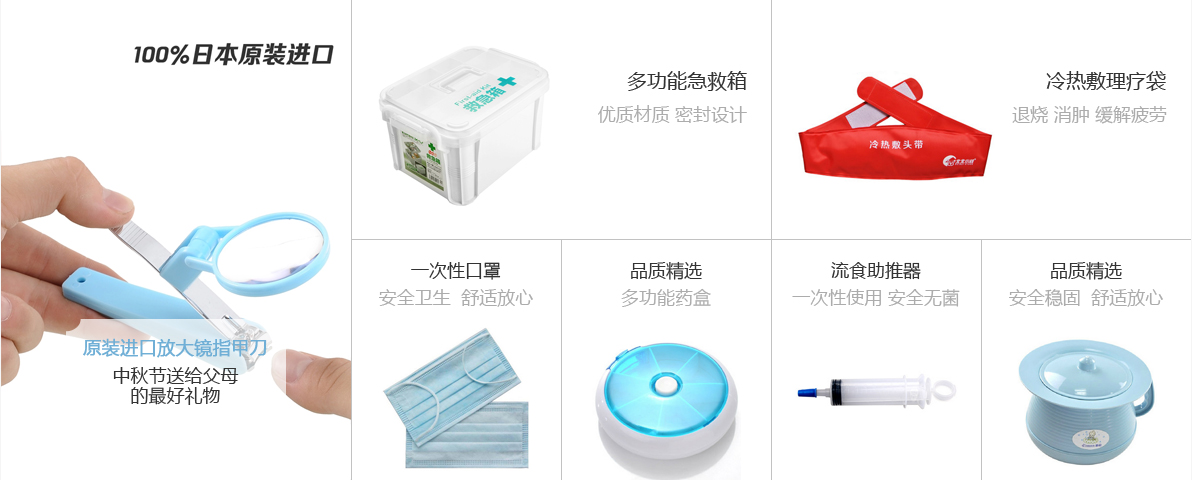 100%日本原装进口
原装进口放大镜指甲刀
中秋节送给父母
的最好礼物
多功能急救箱
优质材质 密封设计
First-aid Kit
救急箱
冷热敷理疗袋
退烧 消肿 缓解疲劳
冷热敷头带
一次性口罩
安全卫生 舒适放心
品质精选
多功能药盒
流食助推器
一次性使用 安全无菌
品质精选
安全稳固 舒适放心